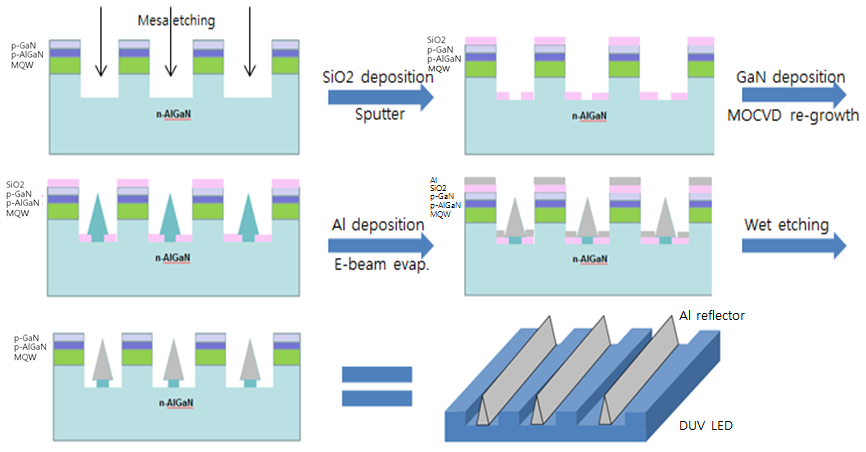 Mesa etching
p-GaN
p-AlGaN
MQW
n-AlGaN
SiO2 deposition
Sputter
SiO2
p-GaN
p-AlGaN
MQW
n-AlGaN
GaN deposition
MOCVD re-growth
SiO2
p-GaN
p-AlGaN
MQW
n-AlGaN
Al deposition
E-beam evap.
Al
SiO2
p-GaN
p-AlGaN
MQW
n-AlGaN
Wet etching
p-GaN
p-AlGaN
MQW
n-AlGaN
Al reflector
DUV LED